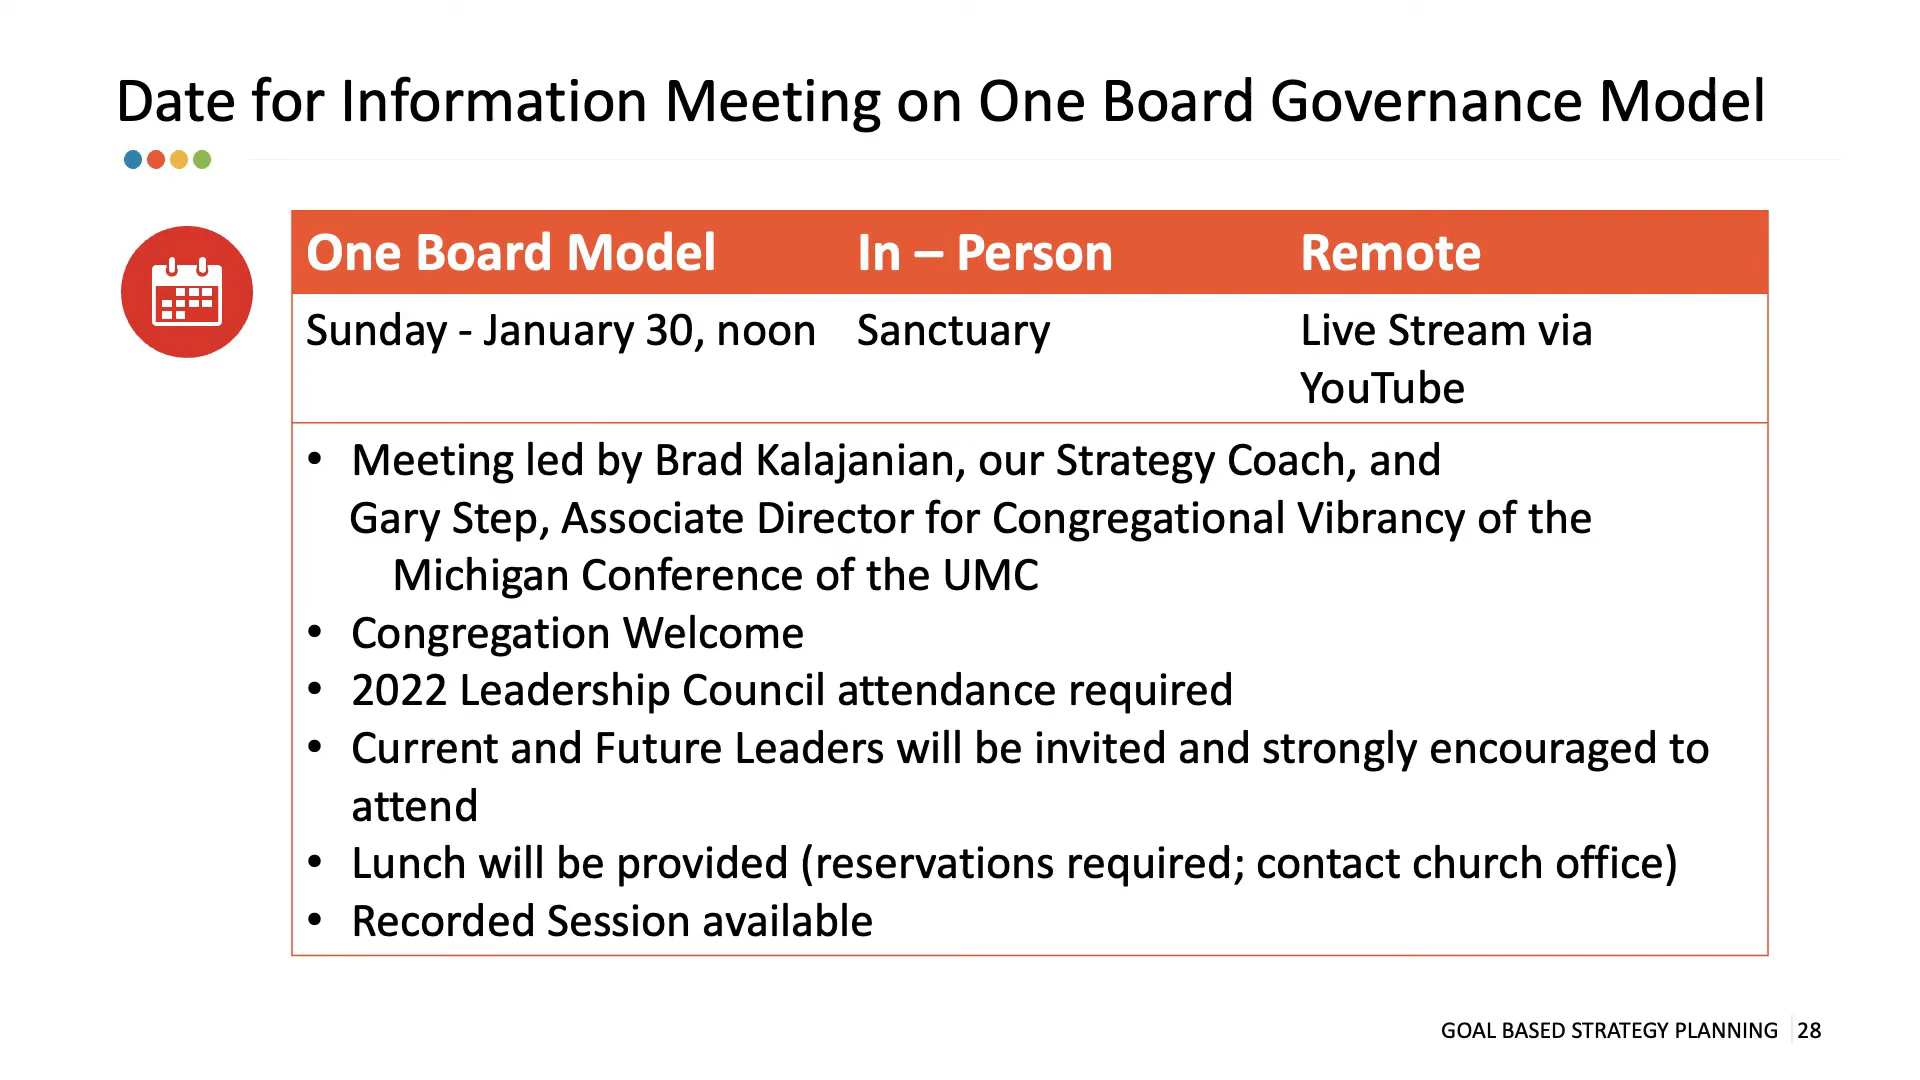 Date for Information Meeting on One Board Governance Model
One Board Model In – Person Remote
Sunday - January 30, noon Sanctuary Live Stream via
YouTube
• Meeting led by Brad Kalajanian, our Strategy Coach, and
Gary Step, Associate Director for Congregational Vibrancy of the
Michigan Conference of the UMC
• Congregation Welcome
• 2022 Leadership Council attendance required
• Current and Future Leaders will be invited and strongly encouraged to
attend
• Lunch will be provided (reservations required; contact church office)
• Recorded Session available
GOAL BASED STRATEGY PLANNING 28